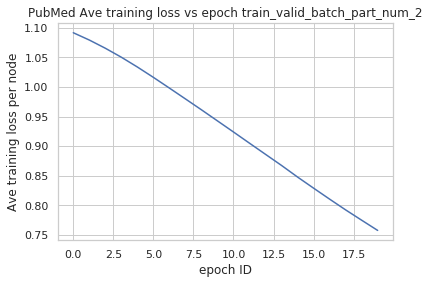 PubMed Ave training loss vs epoch train_valid_batch_part_num_2
1.10
1.05
1.00
0.95
0.90
0.85
0.80
0.75
Ave training loss per node
0.0 2.5 5.0 7.5 10.0 12.5 15.0 17.5
epoch ID